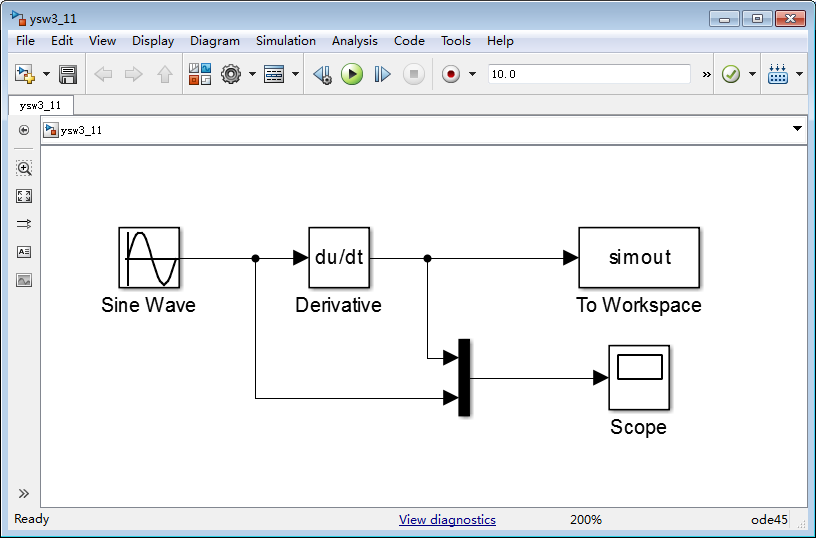 ysw3_11
File Edit View Display Diagram Simulation Analysis Code Tools Help
10.0 »
ysw3_11
ysw3_11
du/dt simout
Sine Wave Derivative To Workspace
Scope
Ready View diagnostics 200% ode45